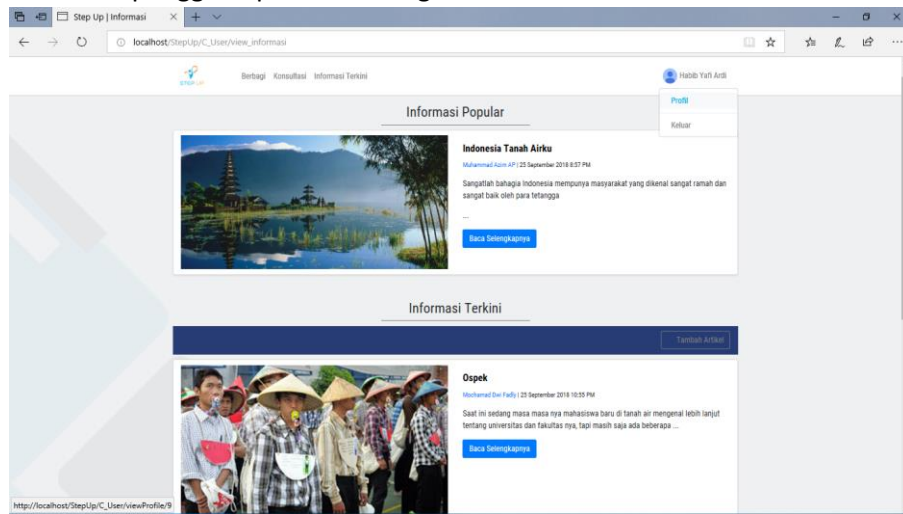 Step Up | Informasi
localhost/StepUp/C_User/view_informasi
STEP UP
Berbagi Konsultasi Informasi Terkini
Habib Yafi Ardi
Profil
Keluar
Informasi Popular
Indonesia Tanah Airku
Muhammad Azim AP | 25 September 2018 8:57 PM
Sangatlah bahagia Indonesia mempunya masyarakat yang dikenal sangat ramah dan
sangat baik oleh para tetangga
...
Baca Selengkapnya
Informasi Terkini
Tambah Artikel
Ospek
Mochamad Dwi Fadly | 23 September 2018 10:55 PM
Saat ini sedang masa masa nya mahasiswa baru di tanah air mengenal lebih lanjut
tentang universitas dan fakultas nya, tapi masih saja ada beberapa ...
Baca Selengkapnya
http://localhost/StepUp/C_User/viewProfile/9